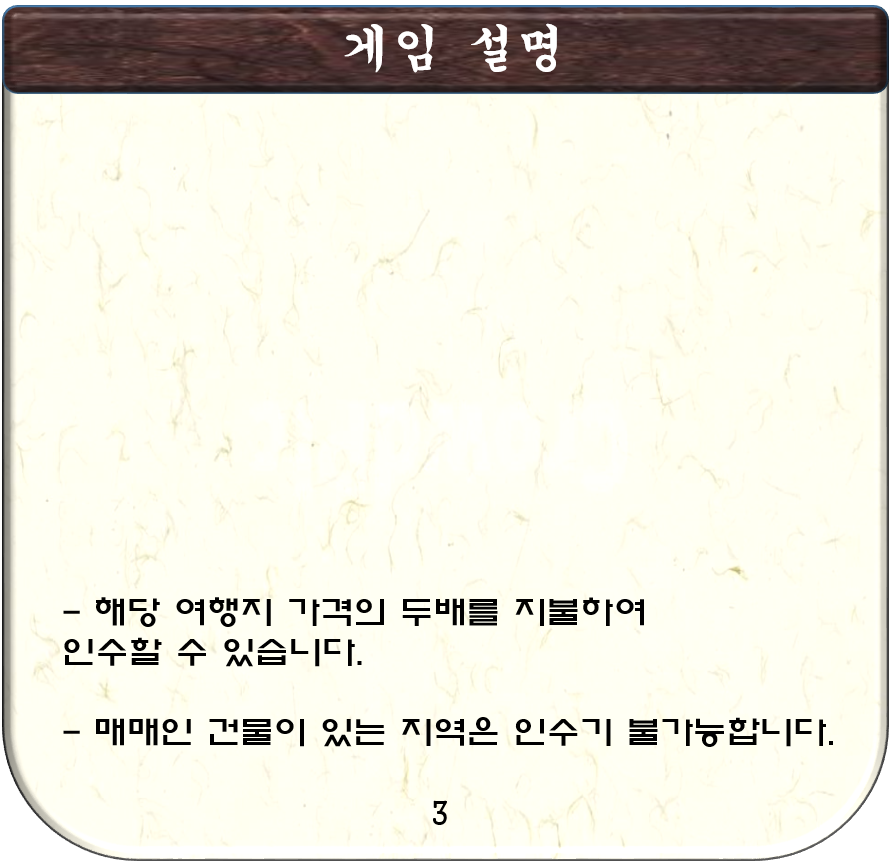 게임 설명
- 해당 여행지 가격의 두배를 지불하여
인수할 수 있습니다.
- 매매인 건물이 있는 지역은 인수기 불가능합니다.
3